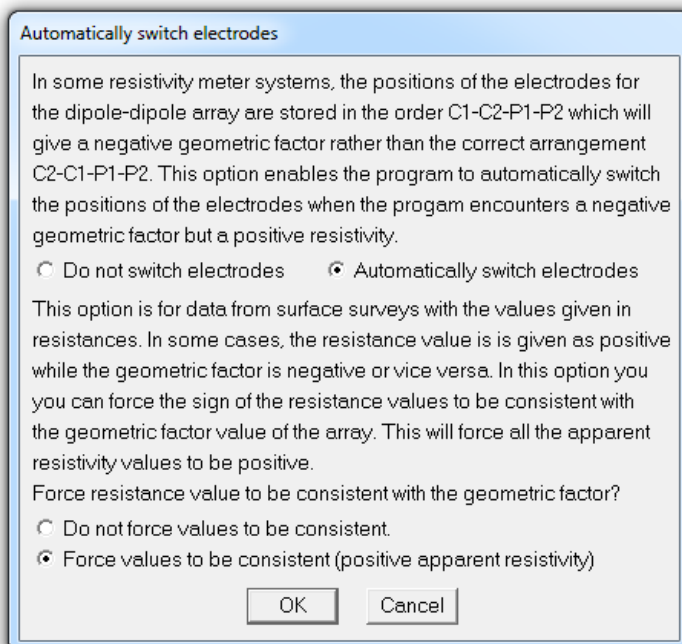 Automatically switch electrodes
In some resistivity meter systems, the positions of the electrodes for
the dipole-dipole array are stored in the order C1-C2-P1-P2 which will
give a negative geometric factor rather than the correct arrangement
C2-C1-P1-P2. This option enables the program to automatically switch
the positions of the electrodes when the progam encounters a negative
geometric factor but a positive resistivity.
Do not switch electrodes Automatically switch electrodes
This option is for data from surface surveys with the values given in
resistances. In some cases, the resistance value is is given as positive
while the geometric factor is negative or vice versa. In this option you
you can force the sign of the resistance values to be consistent with
the geometric factor value of the array. This will force all the apparent
resistivity values to be positive.
Force resistance value to be consistent with the geometric factor?
Do not force values to be consistent.
Force values to be consistent (positive apparent resistivity)
OK Cancel